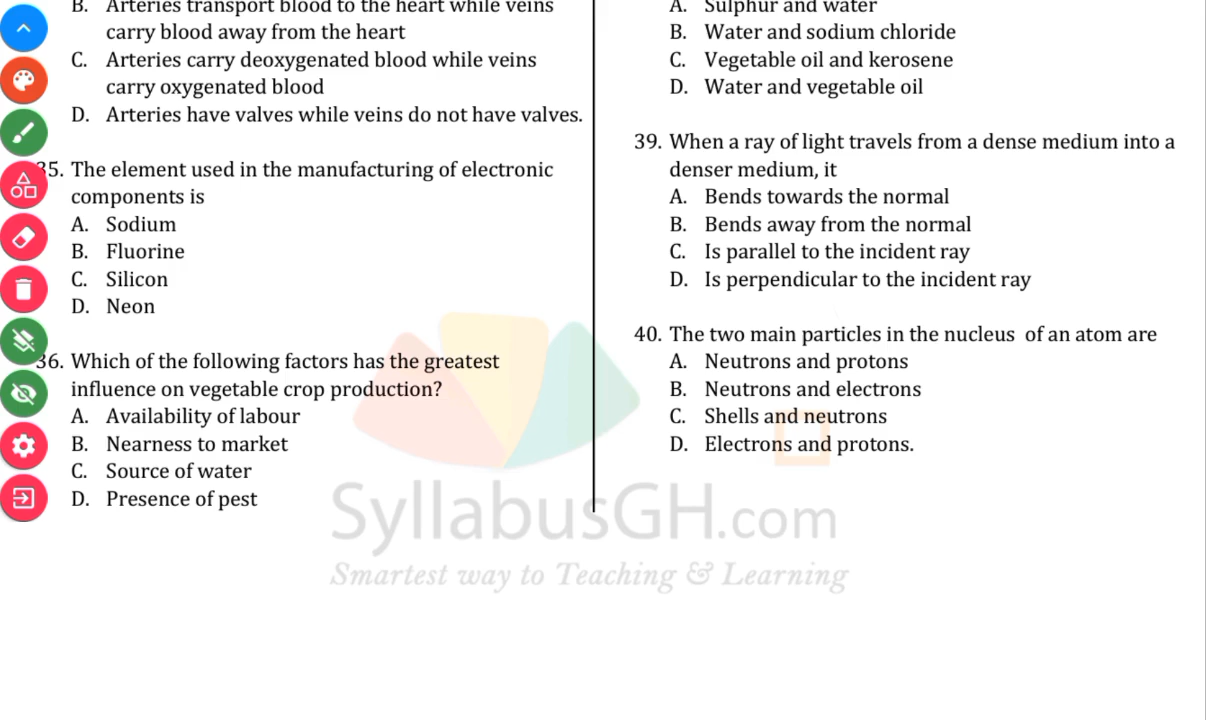 B. Arteries transport blood to the heart while veins
carry blood away from the heart
C. Arteries carry deoxygenated blood while veins
carry oxygenated blood
D. Arteries have valves while veins do not have valves.
35. The element used in the manufacturing of electronic
components is
A. Sodium
B. Fluorine
C. Silicon
D. Neon
36. Which of the following factors has the greatest
influence on vegetable crop production?
A. Availability of labour
B. Nearness to market
C. Source of water
D. Presence of pest
A. Sulphur and water
B. Water and sodium chloride
C. Vegetable oil and kerosene
D. Water and vegetable oil
39. When a ray of light travels from a dense medium into a
denser medium, it
A. Bends towards the normal
B. Bends away from the normal
C. Is parallel to the incident ray
D. Is perpendicular to the incident ray
40. The two main particles in the nucleus of an atom are
A. Neutrons and protons
B. Neutrons and electrons
C. Shells and neutrons
D. Electrons and protons.
SyllabusGH.com
Smartest way to Teaching & Learning